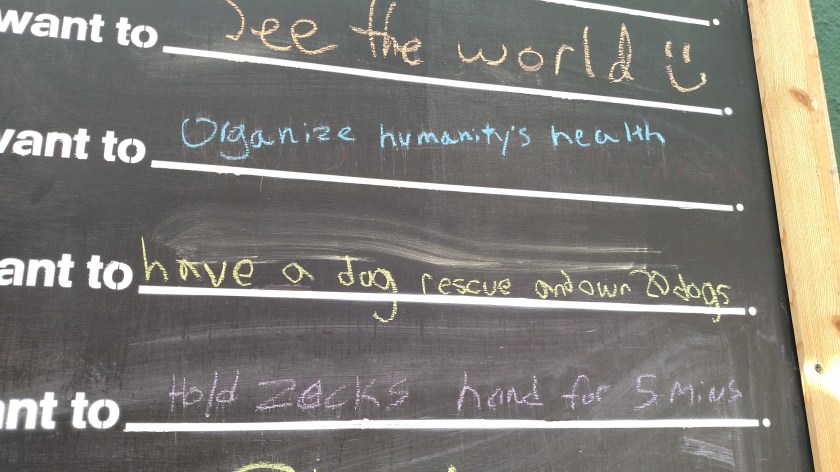 want to See the world
want to Organize humanity's health
ant to have a dog rescue and own 20 dogs
nt to Hold Zacks hand for 5 mins